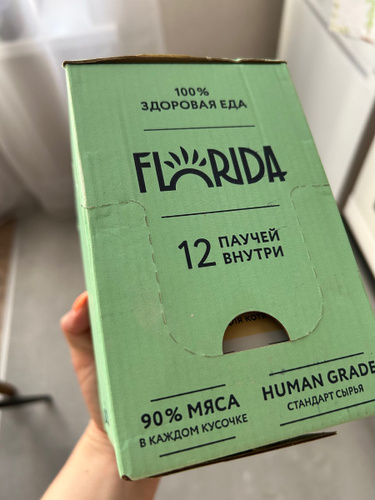 100%
ЗДОРОВАЯ ЕДА
FLORIDA
12 ПАУЧЕЙ
ВНУТРИ
90% МЯСА
В КАЖДОМ КУСОЧКЕ
HUMAN GRADE
СТАНДАРТ СЫРЬЯ